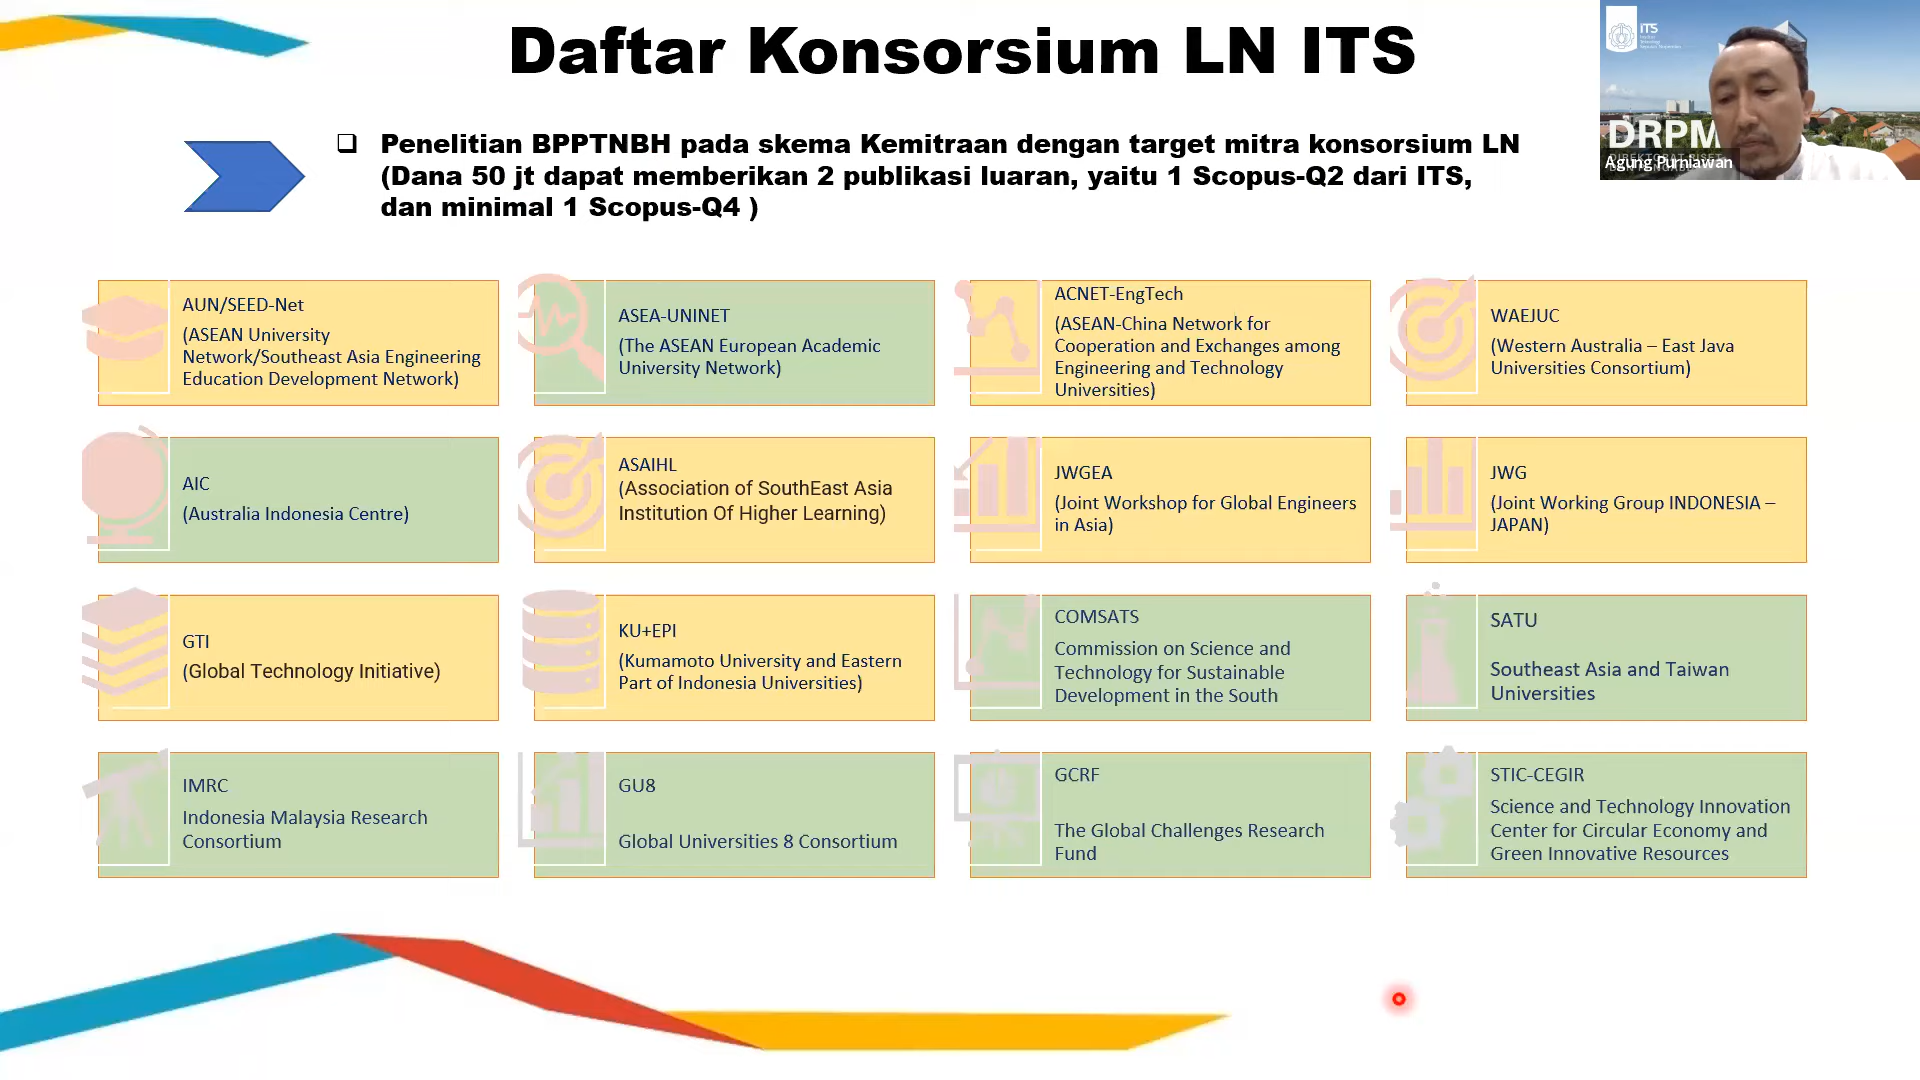 Daftar Konsorsium LN ITS
Penelitian BPPTNBH pada skema Kemitraan dengan target mitra konsorsium LN
(Dana 50 jt dapat memberikan 2 publikasi luaran, yaitu 1 Scopus-Q2 dari ITS,
dan minimal 1 Scopus-Q4 )
ITS
DRPM
Agung Purniawan
AUN/SEED-Net
(ASEAN University
Network/Southeast Asia Engineering
Education Development Network)
ASEA-UNINET
(The ASEAN European Academic
University Network)
ACNET-EngTech
(ASEAN-China Network for
Cooperation and Exchanges among
Engineering and Technology
Universities)
WAEJUC
(Western Australia – East Java
Universities Consortium)
AIC
(Australia Indonesia Centre)
ASAIHL
(Association of SouthEast Asia
Institution Of Higher Learning)
JWGEA
(Joint Workshop for Global Engineers
in Asia)
JWG
(Joint Working Group INDONESIA –
JAPAN)
GTI
(Global Technology Initiative)
KU+EPI
(Kumamoto University and Eastern
Part of Indonesia Universities)
COMSATS
Commission on Science and
Technology for Sustainable
Development in the South
SATU
Southeast Asia and Taiwan
Universities
IMRC
Indonesia Malaysia Research
Consortium
GU8
Global Universities 8 Consortium
GCRF
The Global Challenges Research
Fund
STIC-CEGIR
Science and Technology Innovation
Center for Circular Economy and
Green Innovative Resources